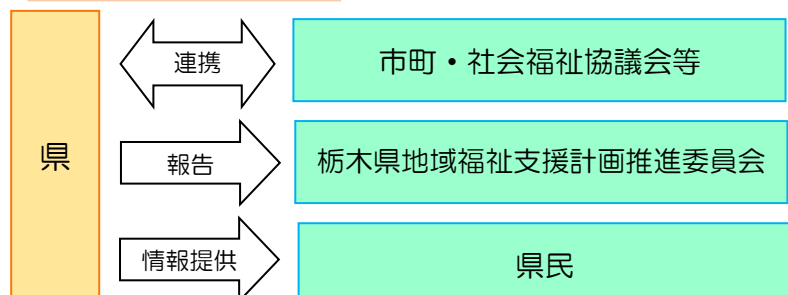 県
連携
市町・社会福祉協議会等
報告
栃木県地域福祉支援計画推進委員会
情報提供
県民